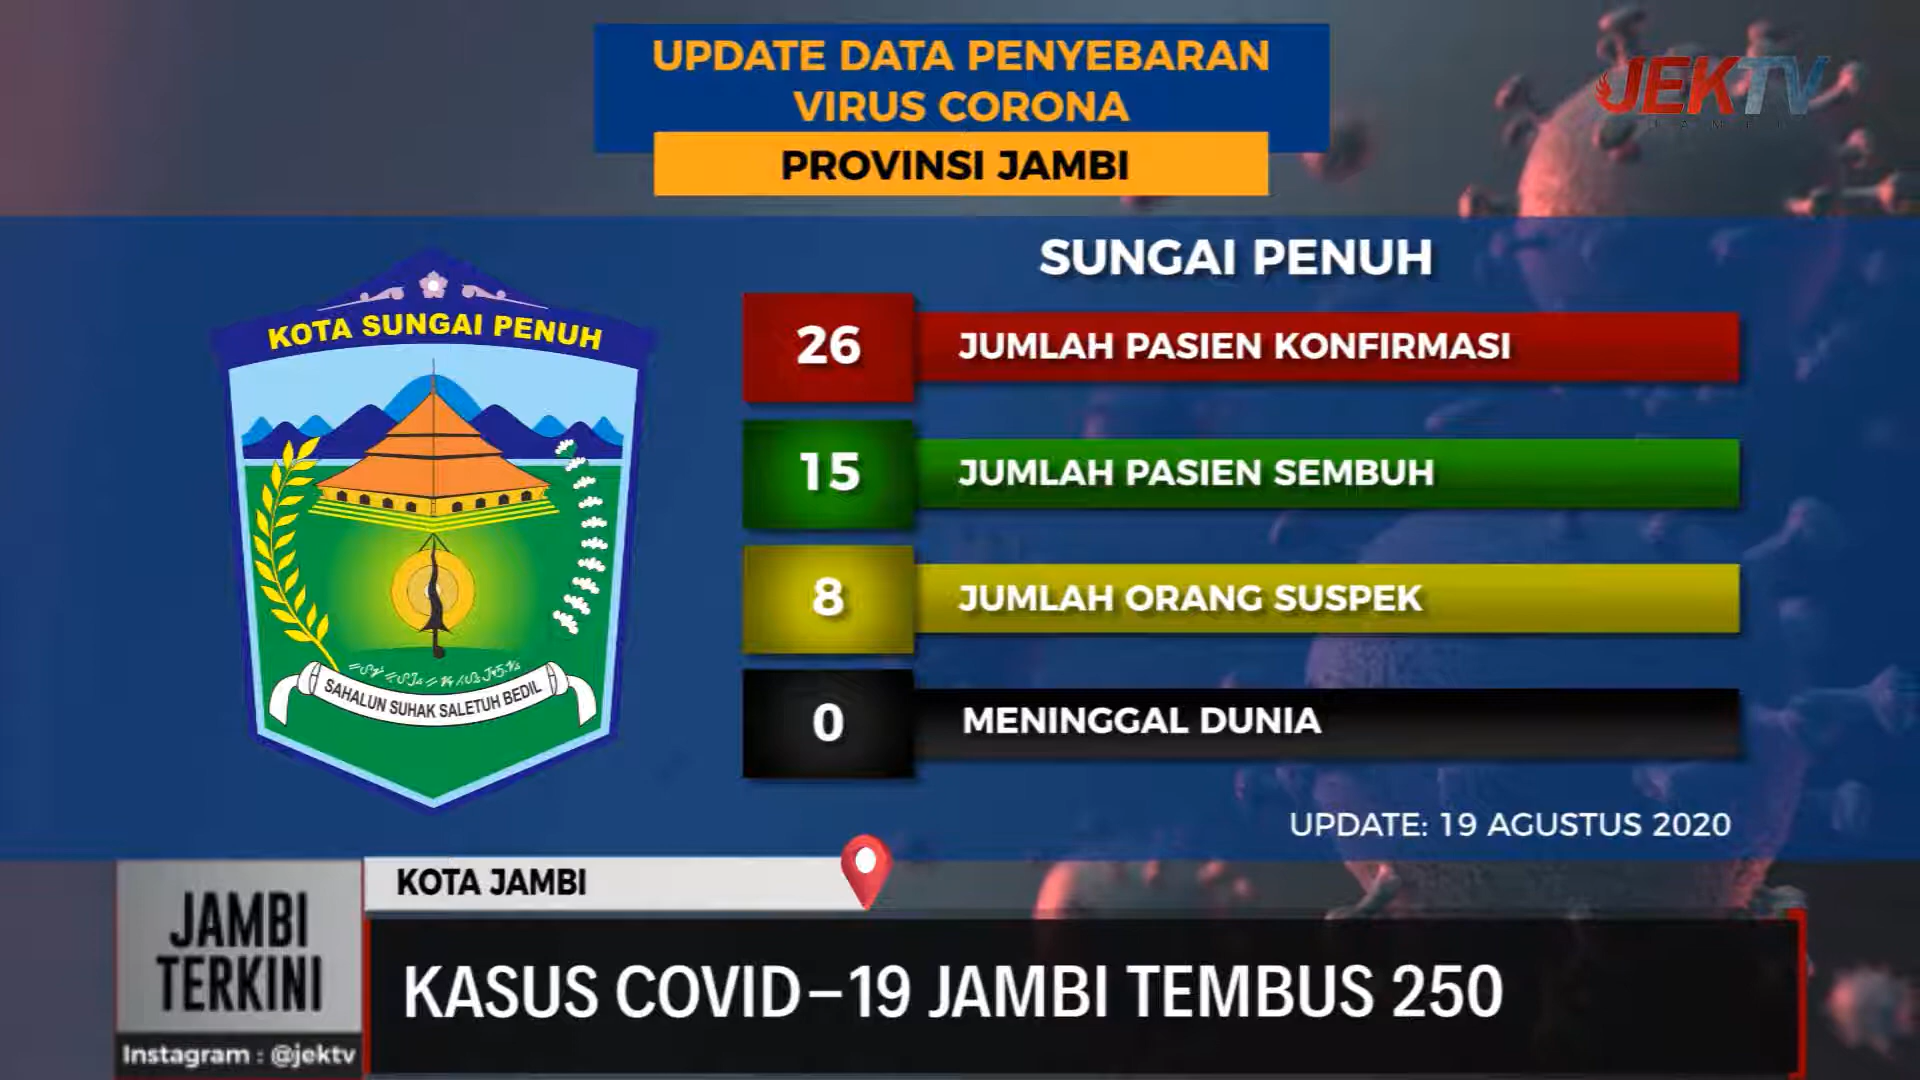 UPDATE DATA PENYEBARAN
VIRUS CORONA
PROVINSI JAMBI
JEKTV
JAMBI
KOTA SUNGAI PENUH
SAHALUN SUHAK SALETUH BEDIL
SUNGAI PENUH
26 JUMLAH PASIEN KONFIRMASI
15 JUMLAH PASIEN SEMBUH
8 JUMLAH ORANG SUSPEK
0 MENINGGAL DUNIA
UPDATE: 19 AGUSTUS 2020
KOTA JAMBI
JAMBI
TERKINI
KASUS COVID-19 JAMBI TEMBUS 250
Instagram : @jektv